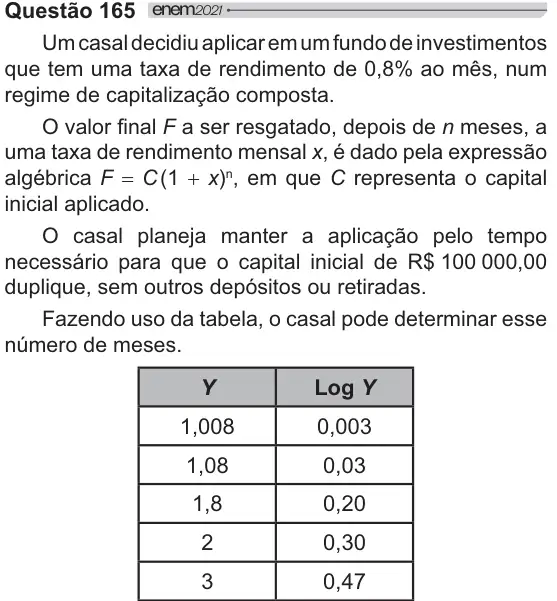 Questão 165 enem2021
Um casal decidiu aplicar em um fundo de investimentos
que tem uma taxa de rendimento de 0,8% ao mês, num
regime de capitalização composta.
O valor final F a ser resgatado, depois de n meses, a
uma taxa de rendimento mensal x, é dado pela expressão
algébrica F = C(1 + x)ⁿ, em que C representa o capital
inicial aplicado.
O casal planeja manter a aplicação pelo tempo
necessário para que o capital inicial de R$ 100 000,00
duplique, sem outros depósitos ou retiradas.
Fazendo uso da tabela, o casal pode determinar esse
número de meses.
Y Log Y
1,008 0,003
1,08 0,03
1,8 0,20
2 0,30
3 0,47